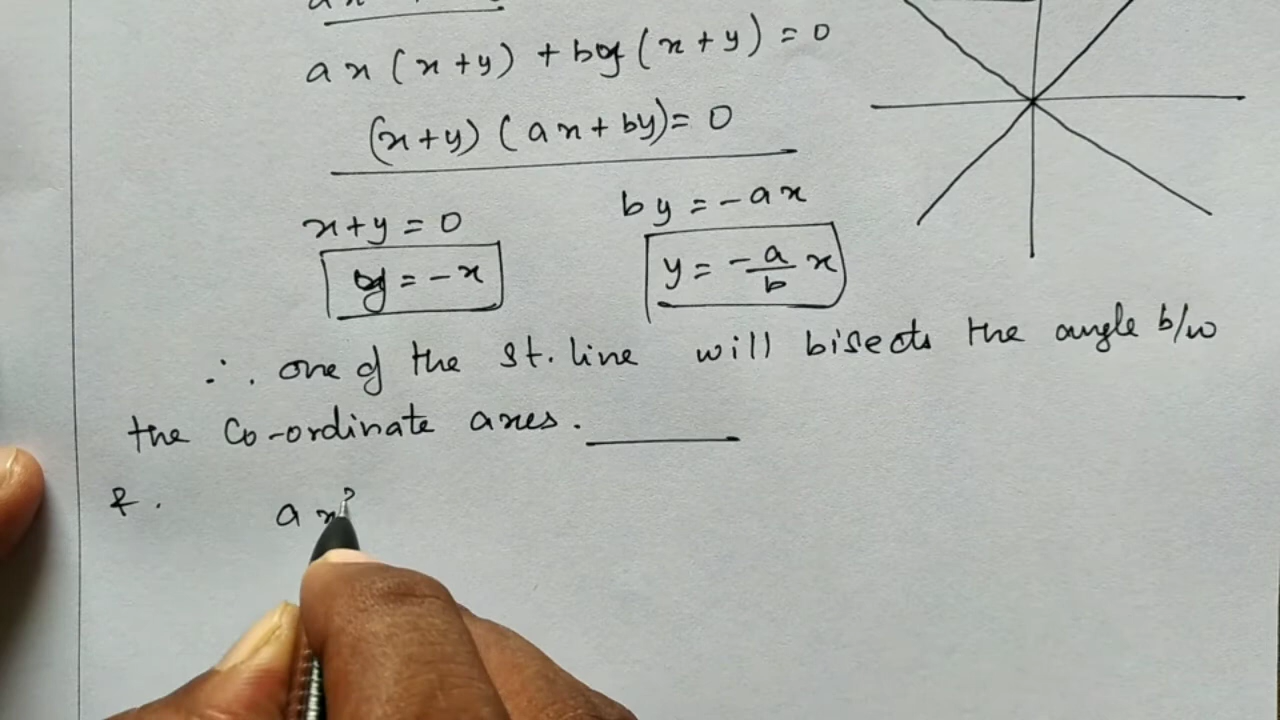 ax(x+y) + by(x+y) = 0
(x+y) (ax+by) = 0
x+y = 0 by = -ax
y = -x y = -a/b x
∴ one of the st. line will bisects the angle b/w
the Co-ordinate axes.
ax²